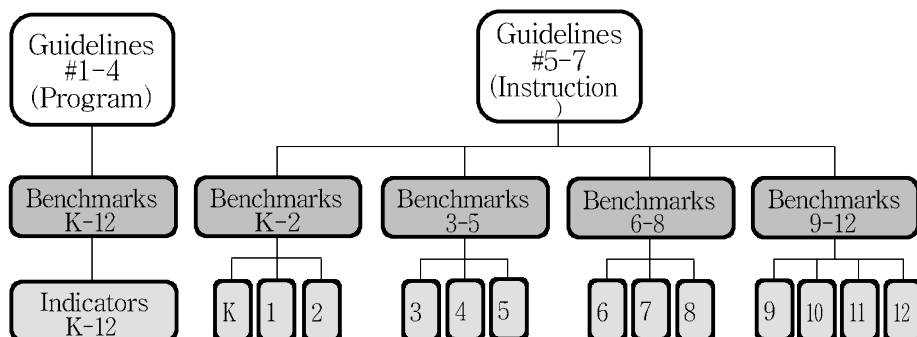 Guidelines
#1-4
(Program)
Guidelines
#5-7
(Instruction
)
Benchmarks
K-12
Benchmarks
K-2
Benchmarks
3-5
Benchmarks
6-8
Benchmarks
9-12
Indicators
K-12
K
1
2
3
4
5
6
7
8
9
10
11
12